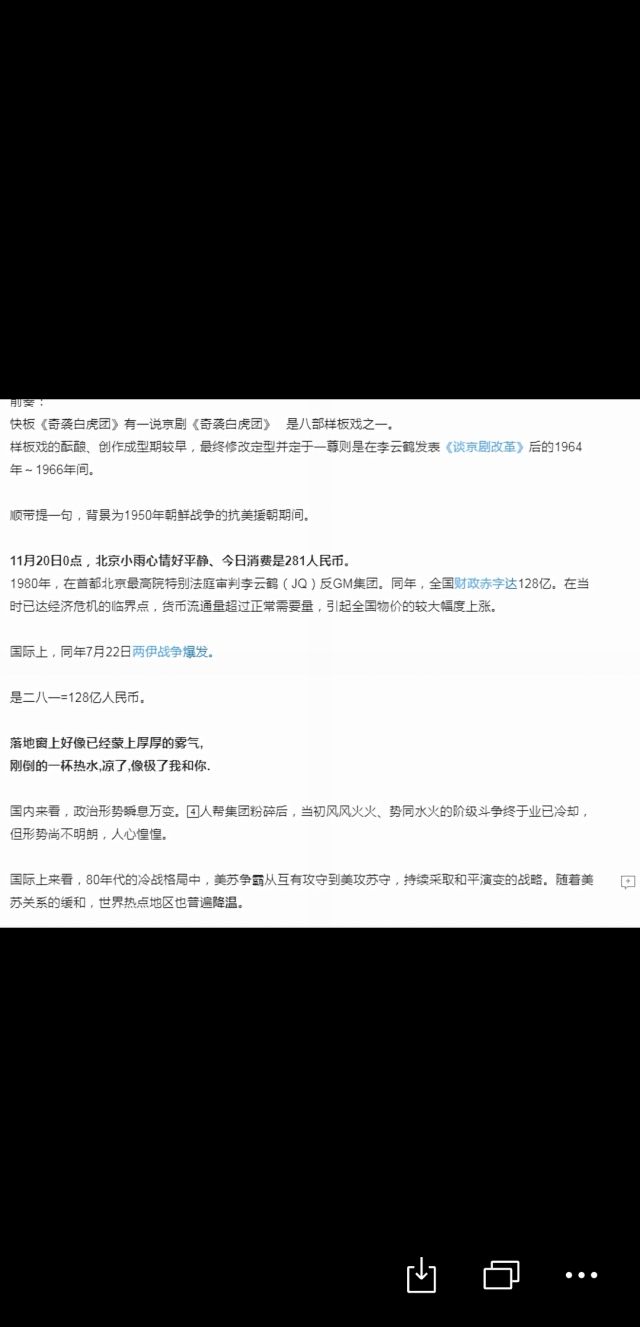 前奏：
快板《奇袭白虎团》有一说京剧《奇袭白虎团》 是八部样板戏之一。
样板戏的酝酿、创作成型期较早，最终修改定型并定于一尊则是在李云鹤发表《谈京剧改革》后的1964
年～1966年间。
顺带提一句，背景为1950年朝鲜战争的抗美援朝期间。
11月20日0点，北京小雨心情好平静、今日消费是281人民币。
1980年，在首都北京最高院特别法庭审判李云鹤（JQ）反GM集团。同年，全国财政赤字达128亿。在当
时已达经济危机的临界点，货币流通量超过正常需要量，引起全国物价的较大幅度上涨。
国际上，同年7月22日两伊战争爆发。
是二八一=128亿人民币。
落地窗上好像已经蒙上厚厚的雾气,
刚倒的一杯热水,凉了,像极了我和你.
国内来看，政治形势瞬息万变。4人帮集团粉碎后，当初风风火火、势同水火的阶级斗争终于业已冷却，
但形势尚不明朗，人心惶惶。
国际上来看，80年代的冷战格局中，美苏争霸从互有攻守到美攻苏守，持续采取和平演变的战略。随着美
苏关系的缓和，世界热点地区也普遍降温。